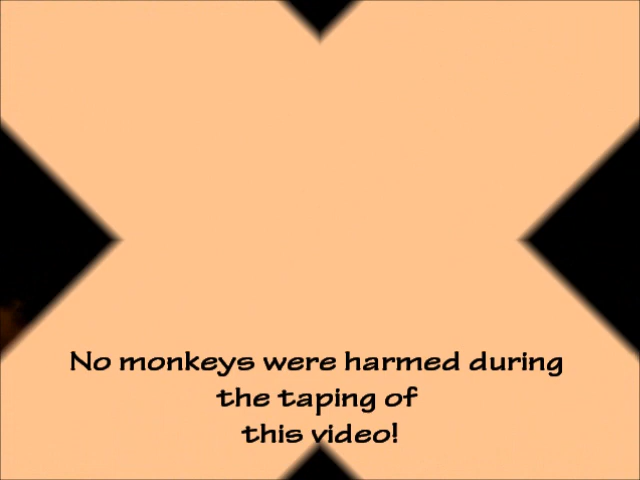 No monkeys were harmed during
the taping of
this video!